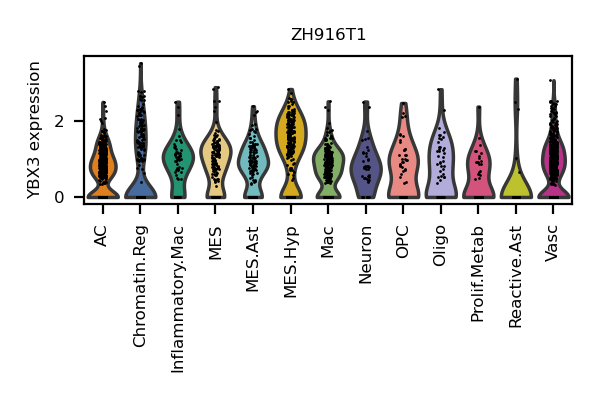 ZH916T1
YBX3 expression
2
0
AC
Chromatin.Reg
Inflammatory.Mac
MES
MES.Ast
MES.Hyp
Mac
Neuron
OPC
Oligo
Prolif.Metab
Reactive.Ast
Vasc